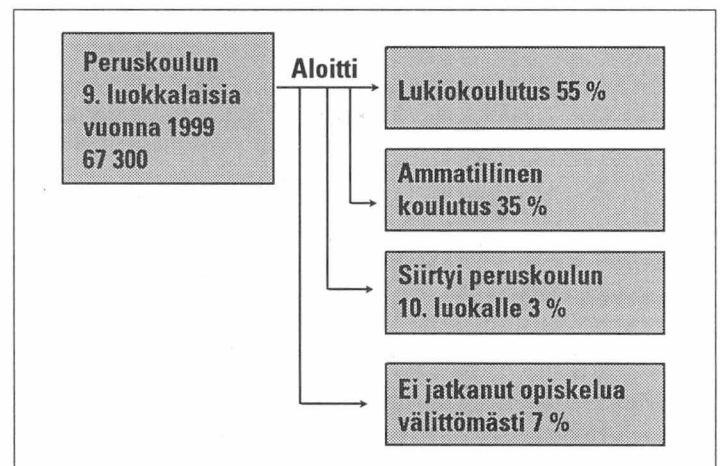 Peruskoulun
9. luokkalaisia
vuonna 1999
67 300
Aloitti
Lukiokoulutus 55 %
Ammatillinen
koulutus 35 %
Siirtyi peruskoulun
10. luokalle 3 %
Ei jatkanut opiskelua
välittömästi 7 %